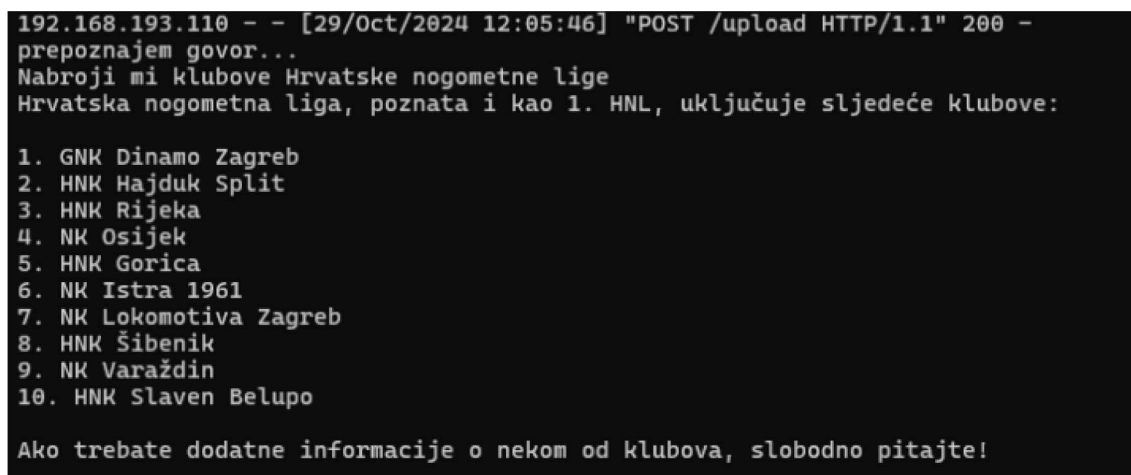 192.168.193.110 - - [29/Oct/2024 12:05:46] "POST /upload HTTP/1.1" 200 -
prepoznajem govor...
Nabroji mi klubove Hrvatske nogometne lige
Hrvatska nogometna liga, poznata i kao 1. HNL, uključuje sljedeće klubove:
1. GNK Dinamo Zagreb
2. HNK Hajduk Split
3. HNK Rijeka
4. NK Osijek
5. HNK Gorica
6. NK Istra 1961
7. NK Lokomotiva Zagreb
8. HNK Šibenik
9. NK Varaždin
10. HNK Slaven Belupo
Ako trebate dodatne informacije o nekom od klubova, slobodno pitajte!